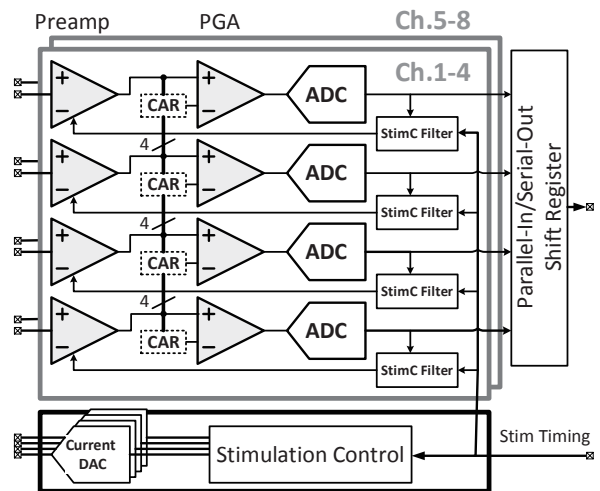 Preamp
PGA
Ch.5-8
Ch.1-4
+
−
CAR
+
−
ADC
StimC Filter
4
+
−
CAR
+
−
ADC
StimC Filter
4
+
−
CAR
+
−
ADC
StimC Filter
4
+
−
CAR
+
−
ADC
StimC Filter
Parallel-In/Serial-Out
Shift Register
Current
DAC
Stimulation Control
Stim Timing